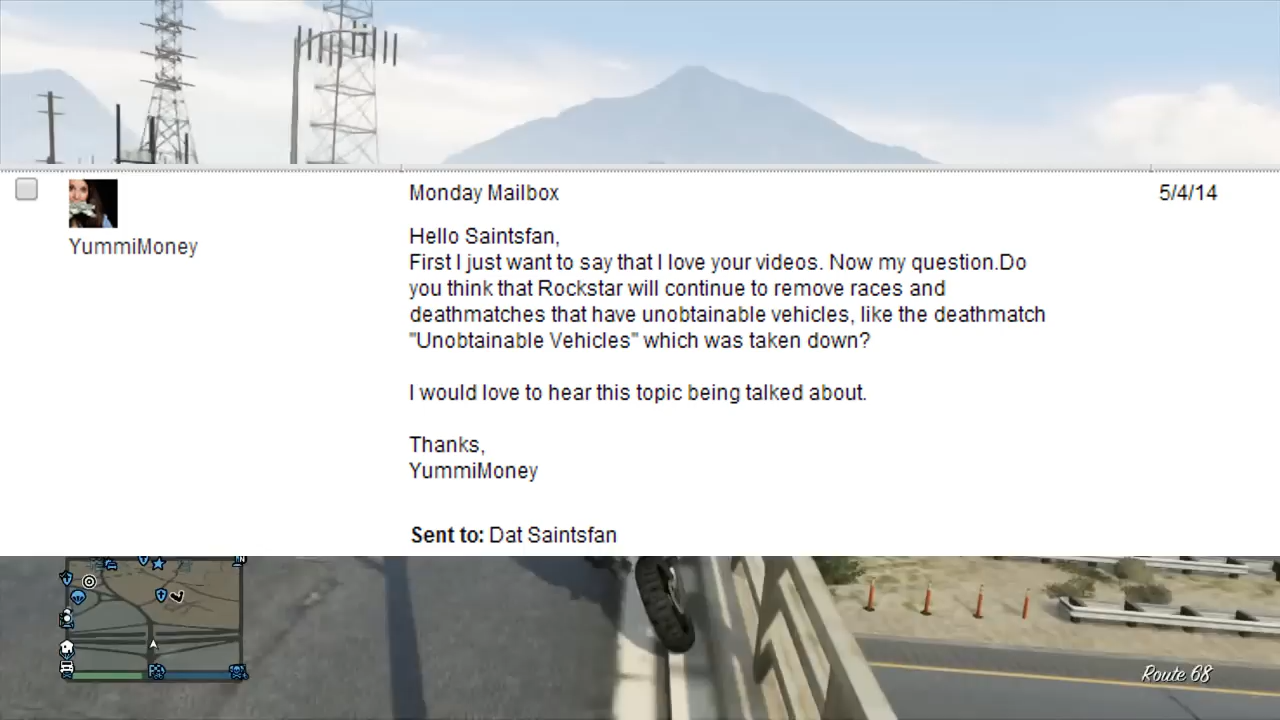 Monday Mailbox
5/4/14
YummiMoney
Hello Saintsfan,
First I just want to say that I love your videos. Now my question.Do
you think that Rockstar will continue to remove races and
deathmatches that have unobtainable vehicles, like the deathmatch
"Unobtainable Vehicles" which was taken down?
I would love to hear this topic being talked about.
Thanks,
YummiMoney
Sent to: Dat Saintsfan
N
Route 68